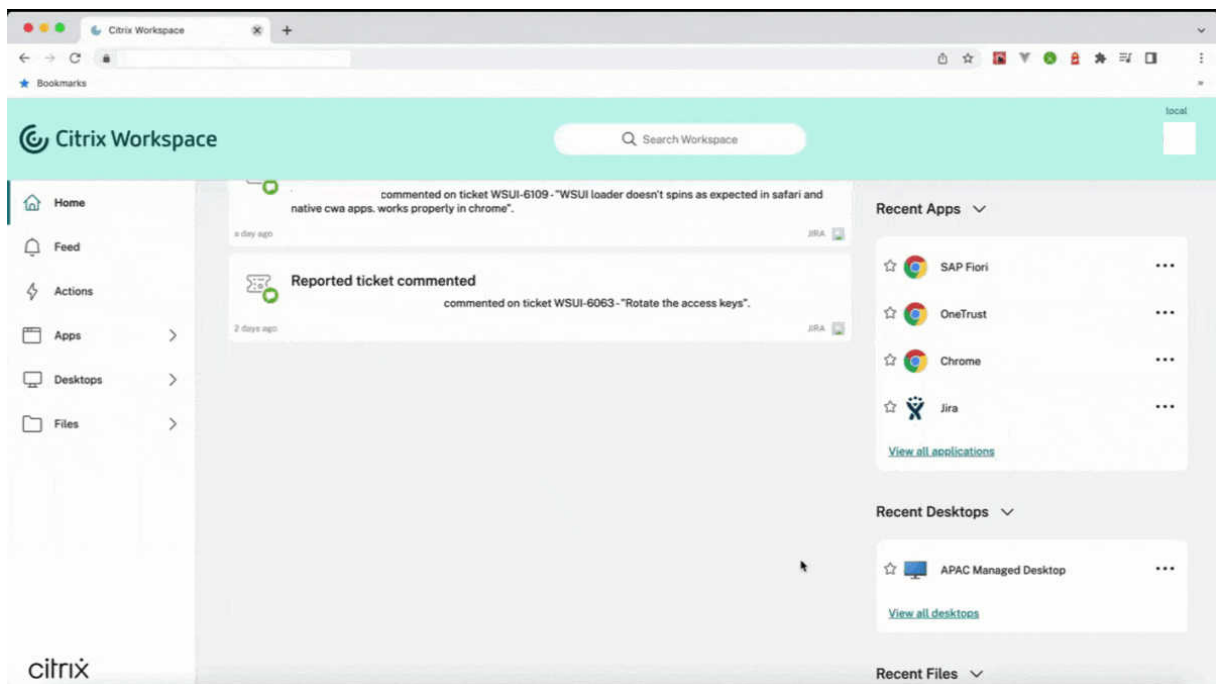 Citrix Workspace
Bookmarks
local
Citrix Workspace
Search Workspace
Home
Feed
Actions
Apps
Desktops
Files
citrix
commented on ticket WSUI-6109 - "WSUI loader doesn't spins as expected in safari and
native cwa apps. works properly in chrome".
a day ago
JIRA
Reported ticket commented
commented on ticket WSUI-6063 - "Rotate the access keys".
2 days ago
JIRA
Recent Apps
SAP Fiori
OneTrust
Chrome
Jira
View all applications
Recent Desktops
APAC Managed Desktop
View all desktops
Recent Files